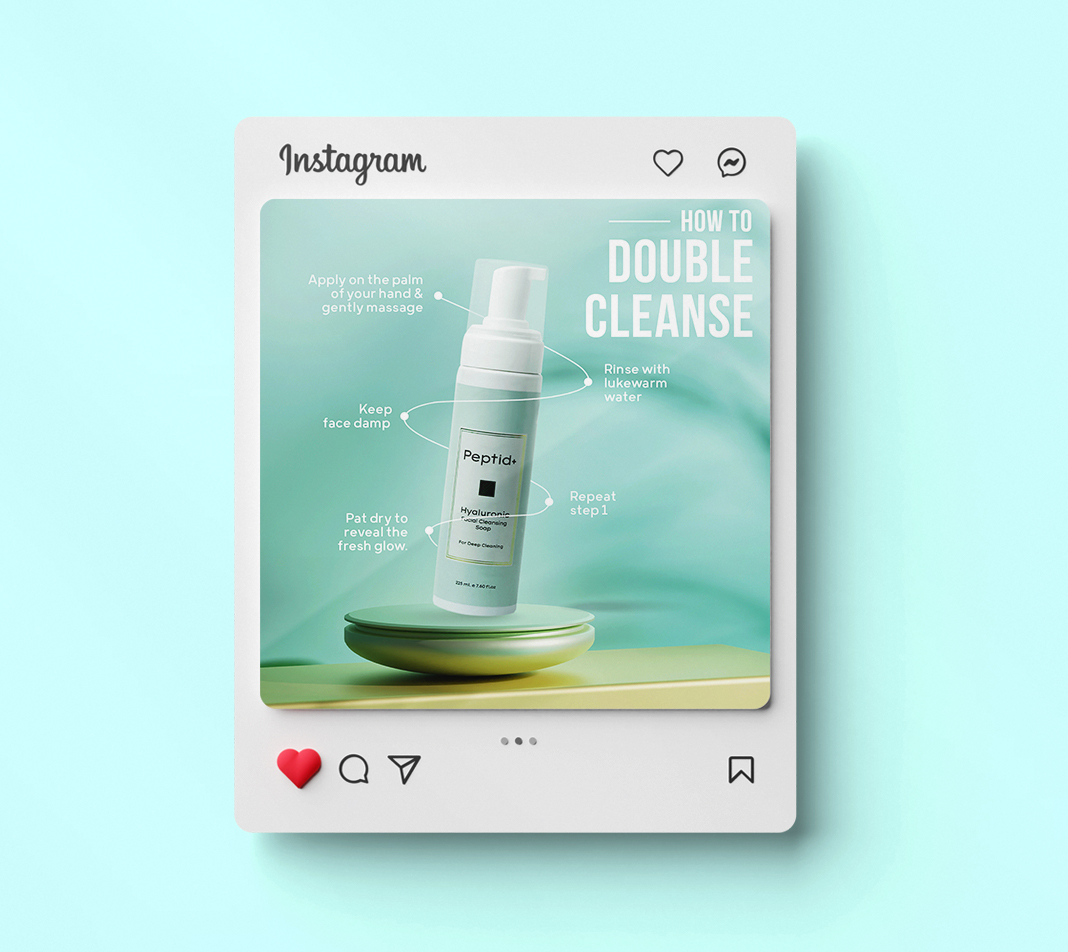 Instagram
HOW TO
DOUBLE
CLEANSE
Apply on the palm
of your hand &
gently massage
Rinse with
lukewarm
water
Keep
face damp
Repeat
step 1
Pat dry to
reveal the
fresh glow.
Peptid+
Hyaluronic
Facial Cleansing
Soap
For Deep Cleaning
225 ml. e 7.60 fl.oz